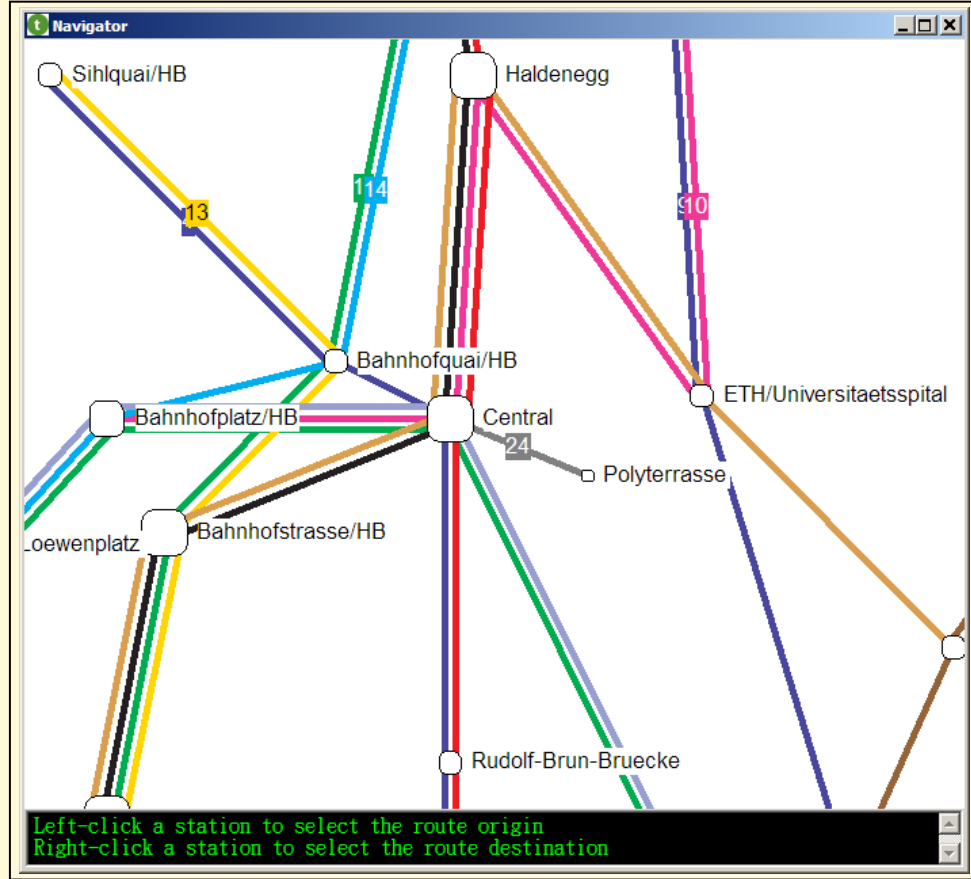 Navigator
Sihlquai/HB
Haldenegg
14
10
13
Bahnhofquai/HB
ETH/Universitaetsspital
Bahnhofplatz/HB
Central
24
Polyterrasse
Bahnhofstrasse/HB
Loewenplatz
Rudolf-Brun-Bruecke
Left-click a station to select the route origin
Right-click a station to select the route destination